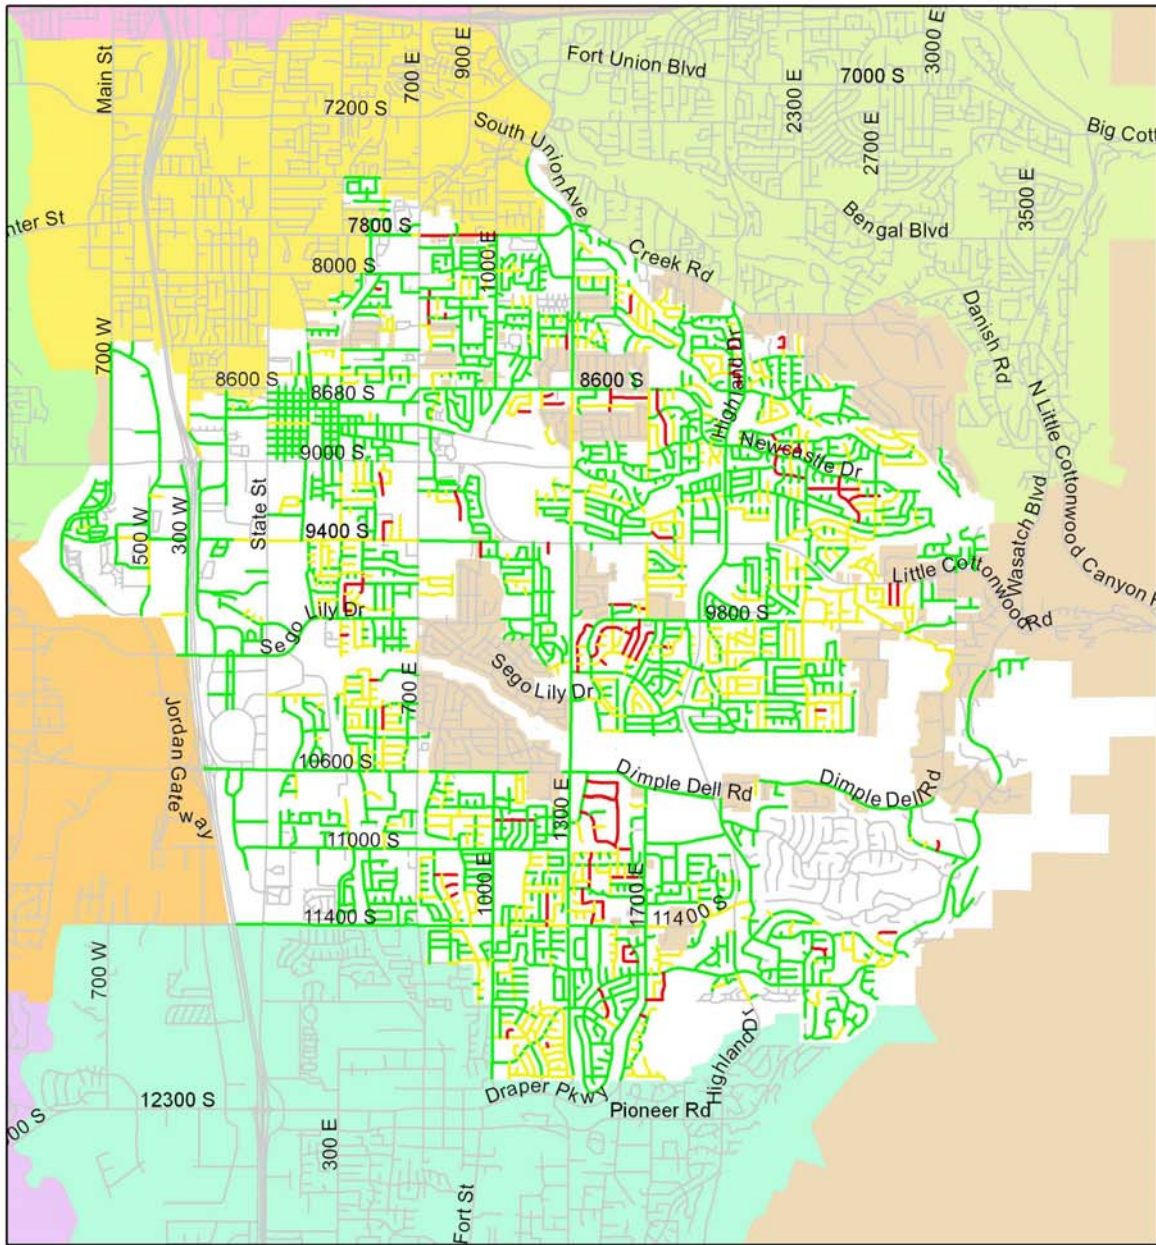 Main St
700 E
900 E
Fort Union Blvd
3000 E
7000 S
2300 E
7200 S
2700 E
South Union Ave
Big Cott
3500 E
nter St
7800 S
Bengal Blvd
1000 E
Creek Rd
8000 S
Danish Rd
700 W
Highland Dr
8600 S
8680 S
8600 S
N Little Cottonwood Canyon
9000 S
Newcastle Dr
State St
Wasatch Blvd
500 W
300 W
9400 S
Little Cottonwood Rd
9800 S
Sego Lily Dr
Sego Lily Dr
700 E
Jordan Gateway
10600 S
Dimple Dell Rd
Dimple Dell Rd
1300 E
11000 S
1000 E
1700 E
11400 S
11400 S
700 W
Highland Dr
Draper Pkwy
12300 S
Pioneer Rd
00 S
300 E
Fort St